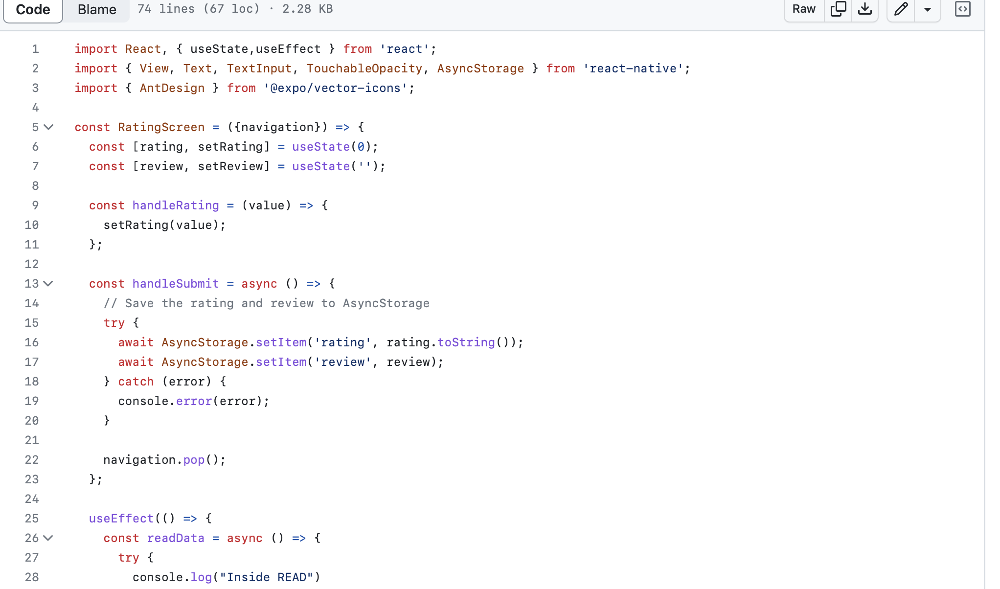 Code Blame 74 lines (67 loc) · 2.28 KB Raw
1 import React, { useState,useEffect } from 'react';
2 import { View, Text, TextInput, TouchableOpacity, AsyncStorage } from 'react-native';
3 import { AntDesign } from '@expo/vector-icons';
4
5 const RatingScreen = ({navigation}) => {
6   const [rating, setRating] = useState(0);
7   const [review, setReview] = useState('');
8
9   const handleRating = (value) => {
10     setRating(value);
11   };
12
13   const handleSubmit = async () => {
14     // Save the rating and review to AsyncStorage
15     try {
16       await AsyncStorage.setItem('rating', rating.toString());
17       await AsyncStorage.setItem('review', review);
18     } catch (error) {
19       console.error(error);
20     }
21
22     navigation.pop();
23   };
24
25   useEffect(() => {
26     const readData = async () => {
27       try {
28         console.log("Inside READ")